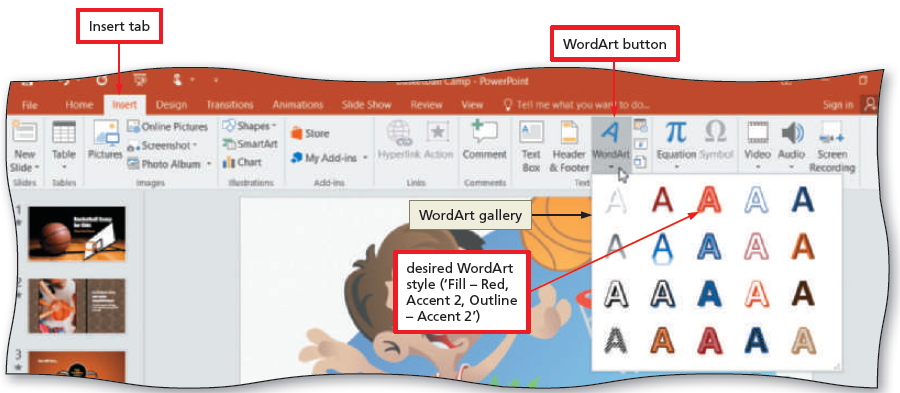 Insert tab
WordArt button
Basketball Camp - PowerPoint
File Home Insert Design Transitions Animations Slide Show Review View Tell me what you want to do... Sign in
New
Slide
Slides
Table
Tables
Pictures
Online Pictures
Screenshot
Photo Album
Images
Shapes
SmartArt
Chart
Illustrations
Store
My Add-ins
Add-ins
Hyperlink Action
Links
Comment
Comments
Text
Box
Header
& Footer
WordArt
Text
Equation Symbol
Video Audio Screen
Recording
WordArt gallery
desired WordArt
style (‘Fill – Red,
Accent 2, Outline
– Accent 2’)
1
Basketball Camp
for Kids
2
3